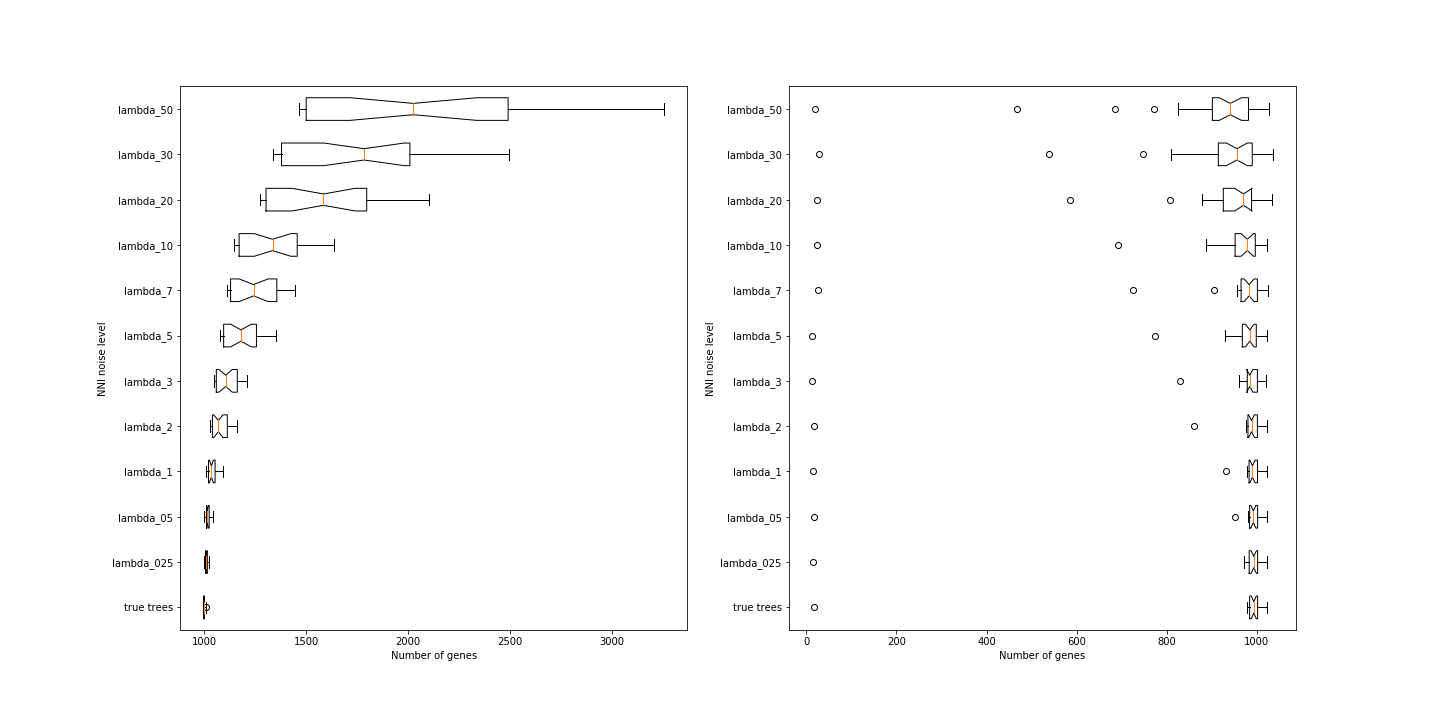 NNI noise level
lambda_50
lambda_30
lambda_20
lambda_10
lambda_7
lambda_5
lambda_3
lambda_2
lambda_1
lambda_05
lambda_025
true trees
1000 1500 2000 2500 3000
Number of genes
NNI noise level
lambda_50
lambda_30
lambda_20
lambda_10
lambda_7
lambda_5
lambda_3
lambda_2
lambda_1
lambda_05
lambda_025
true trees
0 200 400 600 800 1000
Number of genes